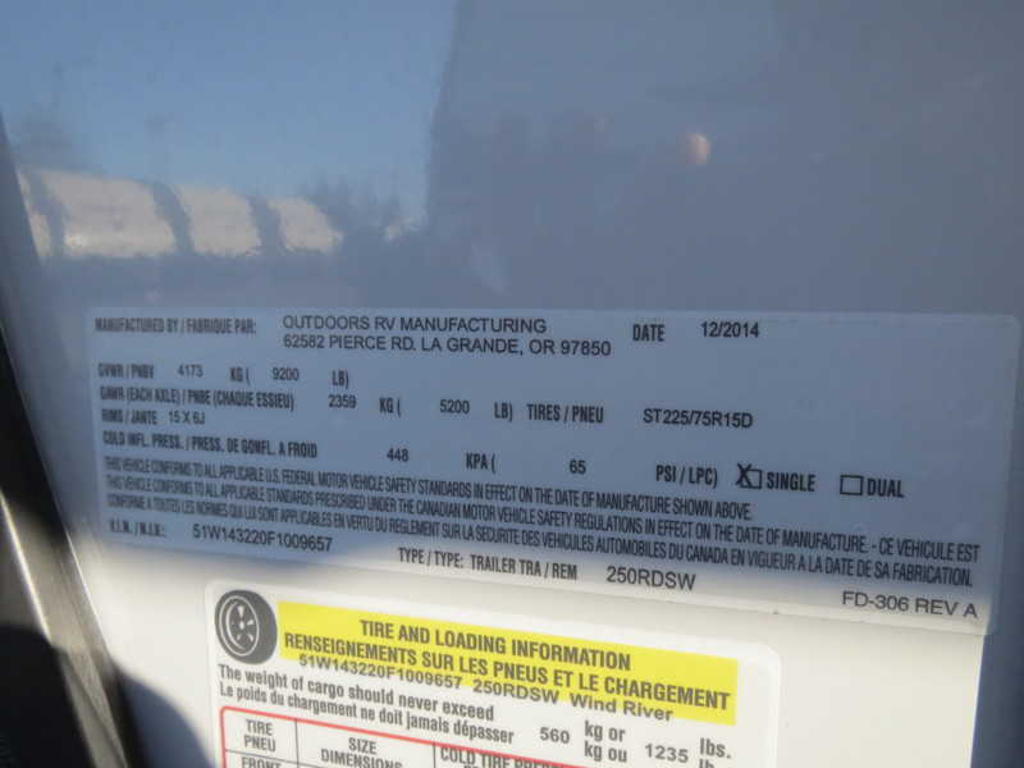 MANUFACTURED BY / FABRIQUE PAR: OUTDOORS RV MANUFACTURING DATE 12/2014
62582 PIERCE RD. LA GRANDE, OR 97850
GVWR / PNBV 4173 KG ( 9200 LB)
GAWR (EACH AXLE) / PNBE (CHAQUE ESSIEU) 2359 KG ( 5200 LB) TIRES / PNEU ST225/75R15D
RIMS / JANTE 15 X 6J
COLD INFL. PRESS. / PRESS. DE GONFL. A FROID 448 KPA ( 65 PSI / LPC) X SINGLE DUAL
THIS VEHICLE CONFORMS TO ALL APPLICABLE U.S. FEDERAL MOTOR VEHICLE SAFETY STANDARDS IN EFFECT ON THE DATE OF MANUFACTURE SHOWN ABOVE.
THIS VEHICLE CONFORMS TO ALL APPLICABLE STANDARDS PRESCRIBED UNDER THE CANADIAN MOTOR VEHICLE SAFETY REGULATIONS IN EFFECT ON THE DATE OF MANUFACTURE. - CE VEHICULE EST
CONFORME A TOUTES LES NORMES QUI LUI SONT APPLICABLES EN VERTU DU REGLEMENT SUR LA SECURITE DES VEHICULES AUTOMOBILES DU CANADA EN VIGUEUR A LA DATE DE SA FABRICATION.
V.I.N. / N.I.V.: 51W143220F1009657 TYPE / TYPE: TRAILER TRA / REM 250RDSW
FD-306 REV A
TIRE AND LOADING INFORMATION
RENSEIGNEMENTS SUR LES PNEUS ET LE CHARGEMENT
51W143220F1009657 250RDSW Wind River
The weight of cargo should never exceed 560 kg or 1235 lbs.
Le poids du chargement ne doit jamais dépasser kg ou
TIRE SIZE COLD TIRE
PNEU DIMENSIONS
FRONT